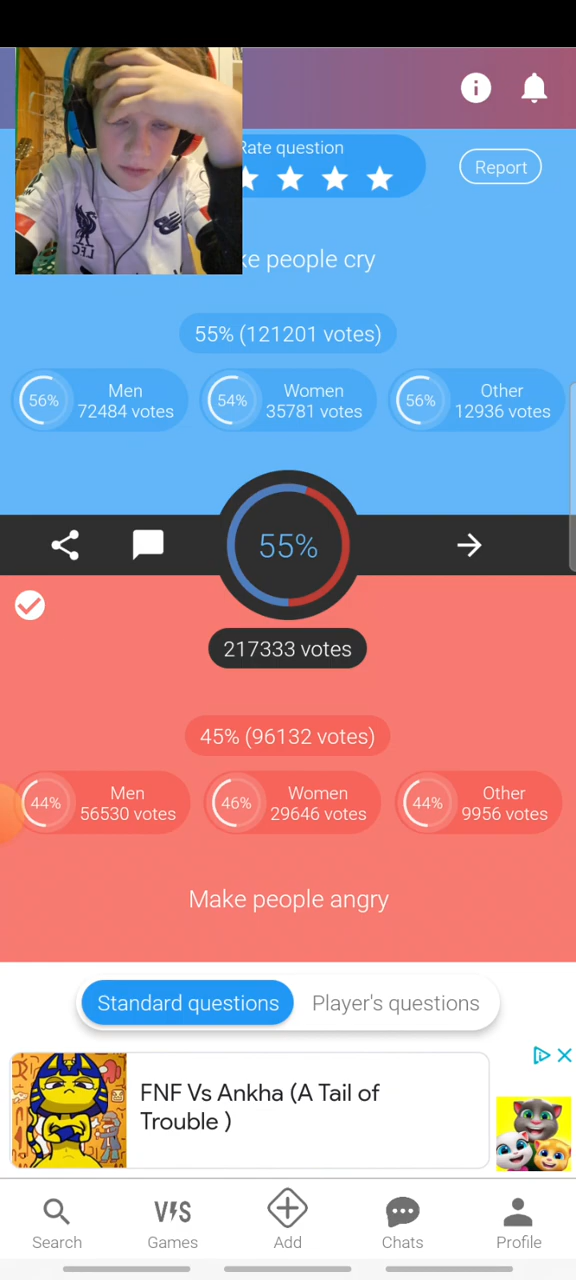 Rate question
Report
ke people cry
55% (121201 votes)
56%
Men
72484 votes
54%
Women
35781 votes
56%
Other
12936 votes
55%
217333 votes
45% (96132 votes)
44%
Men
56530 votes
46%
Women
29646 votes
44%
Other
9956 votes
Make people angry
Standard questions
Player's questions
FNF Vs Ankha (A Tail of
Trouble )
Search
Games
Add
Chats
Profile